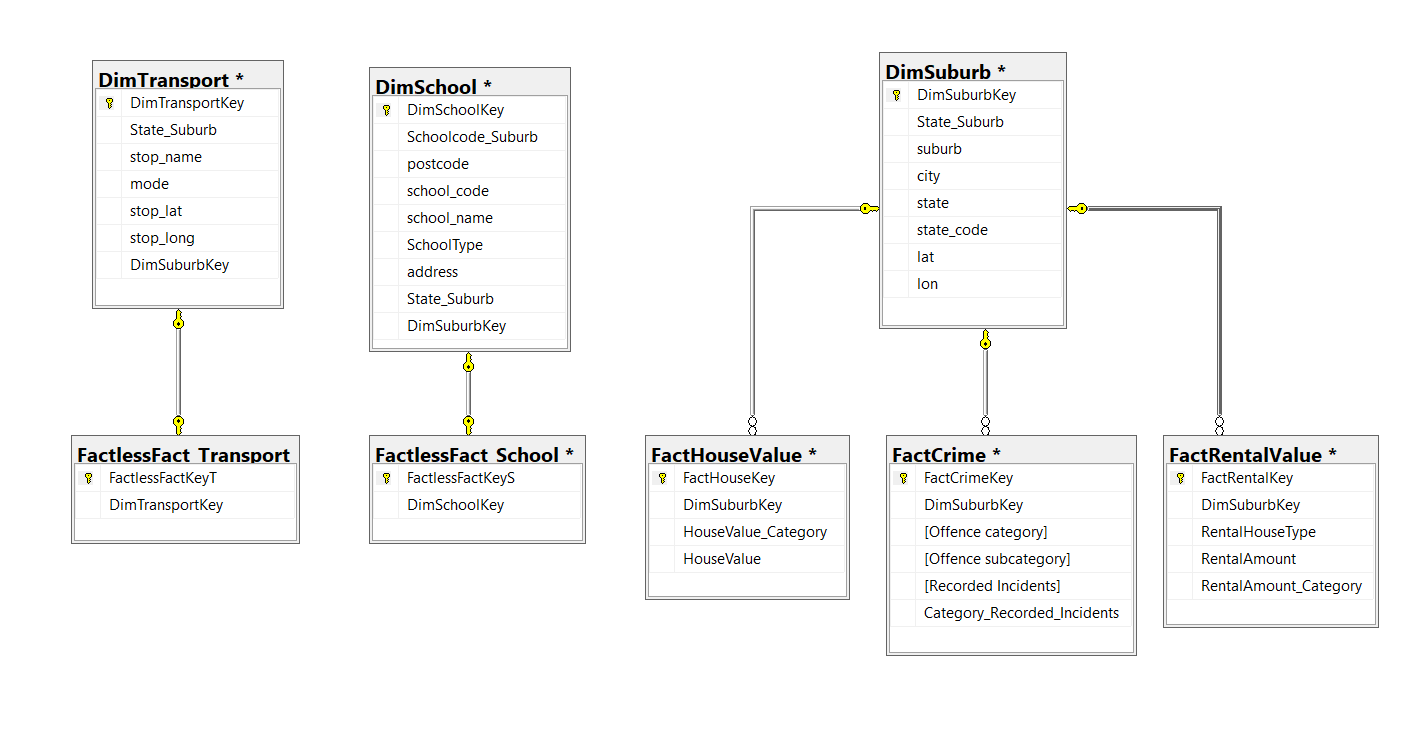 DimTransport *
DimTransportKey
State_Suburb
stop_name
mode
stop_lat
stop_long
DimSuburbKey
DimSchool *
DimSchoolKey
Schoolcode_Suburb
postcode
school_code
school_name
SchoolType
address
State_Suburb
DimSuburbKey
DimSuburb *
DimSuburbKey
State_Suburb
suburb
city
state
state_code
lat
lon
FactlessFact_Transport
FactlessFactKeyT
DimTransportKey
FactlessFact_School *
FactlessFactKeyS
DimSchoolKey
FactHouseValue *
FactHouseKey
DimSuburbKey
HouseValue_Category
HouseValue
FactCrime *
FactCrimeKey
DimSuburbKey
[Offence category]
[Offence subcategory]
[Recorded Incidents]
Category_Recorded_Incidents
FactRentalValue *
FactRentalKey
DimSuburbKey
RentalHouseType
RentalAmount
RentalAmount_Category